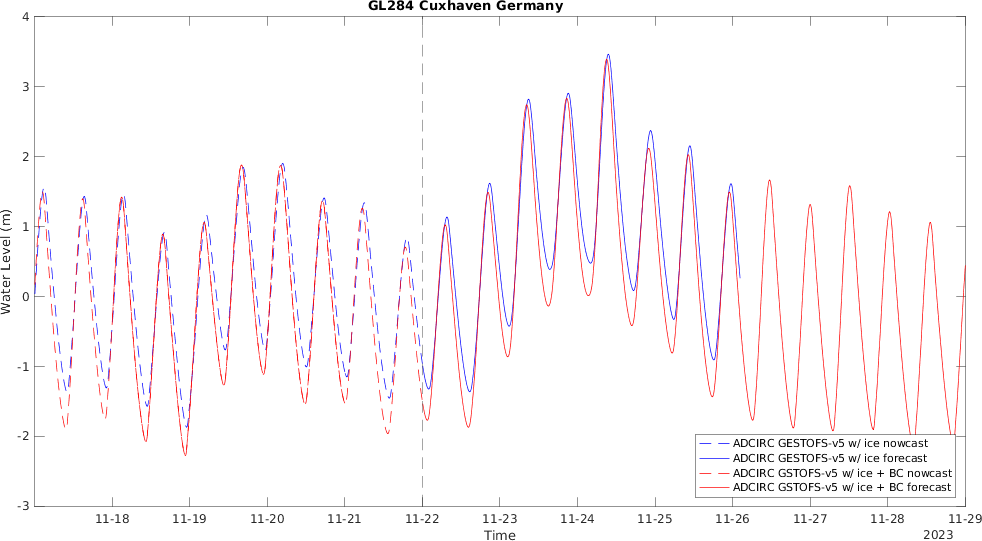 GL284 Cuxhaven Germany
4
3
2
1
0
-1
-2
-3
Water Level (m)
ADCIRC GESTOFS-v5 w/ ice nowcast
ADCIRC GESTOFS-v5 w/ ice forecast
ADCIRC GSTOFS-v5 w/ ice + BC nowcast
ADCIRC GSTOFS-v5 w/ ice + BC forecast
11-18 11-19 11-20 11-21 11-22 11-23 11-24 11-25 11-26 11-27 11-28 11-29
Time 2023